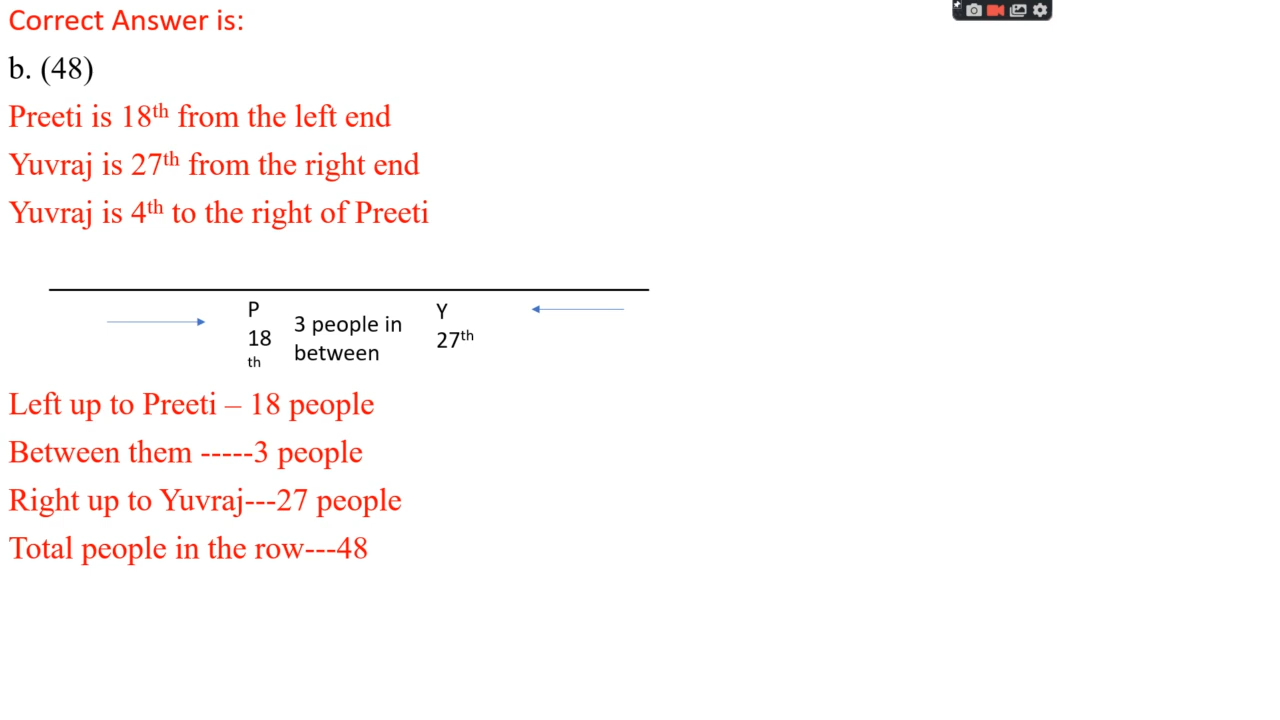 Correct Answer is:
b. (48)
Preeti is 18th from the left end
Yuvraj is 27th from the right end
Yuvraj is 4th to the right of Preeti
P
18
th
3 people in
between
Y
27th
Left up to Preeti – 18 people
Between them -----3 people
Right up to Yuvraj---27 people
Total people in the row---48